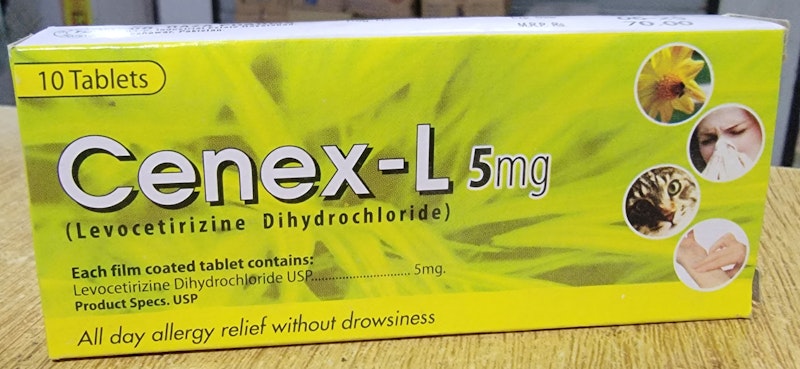 M.R.P. Rs
70.00
10 Tablets
Cenex-L 5mg
(Levocetirizine Dihydrochloride)
Each film coated tablet contains:
Levocetirizine Dihydrochloride USP............................ 5mg.
Product Specs. USP
All day allergy relief without drowsiness